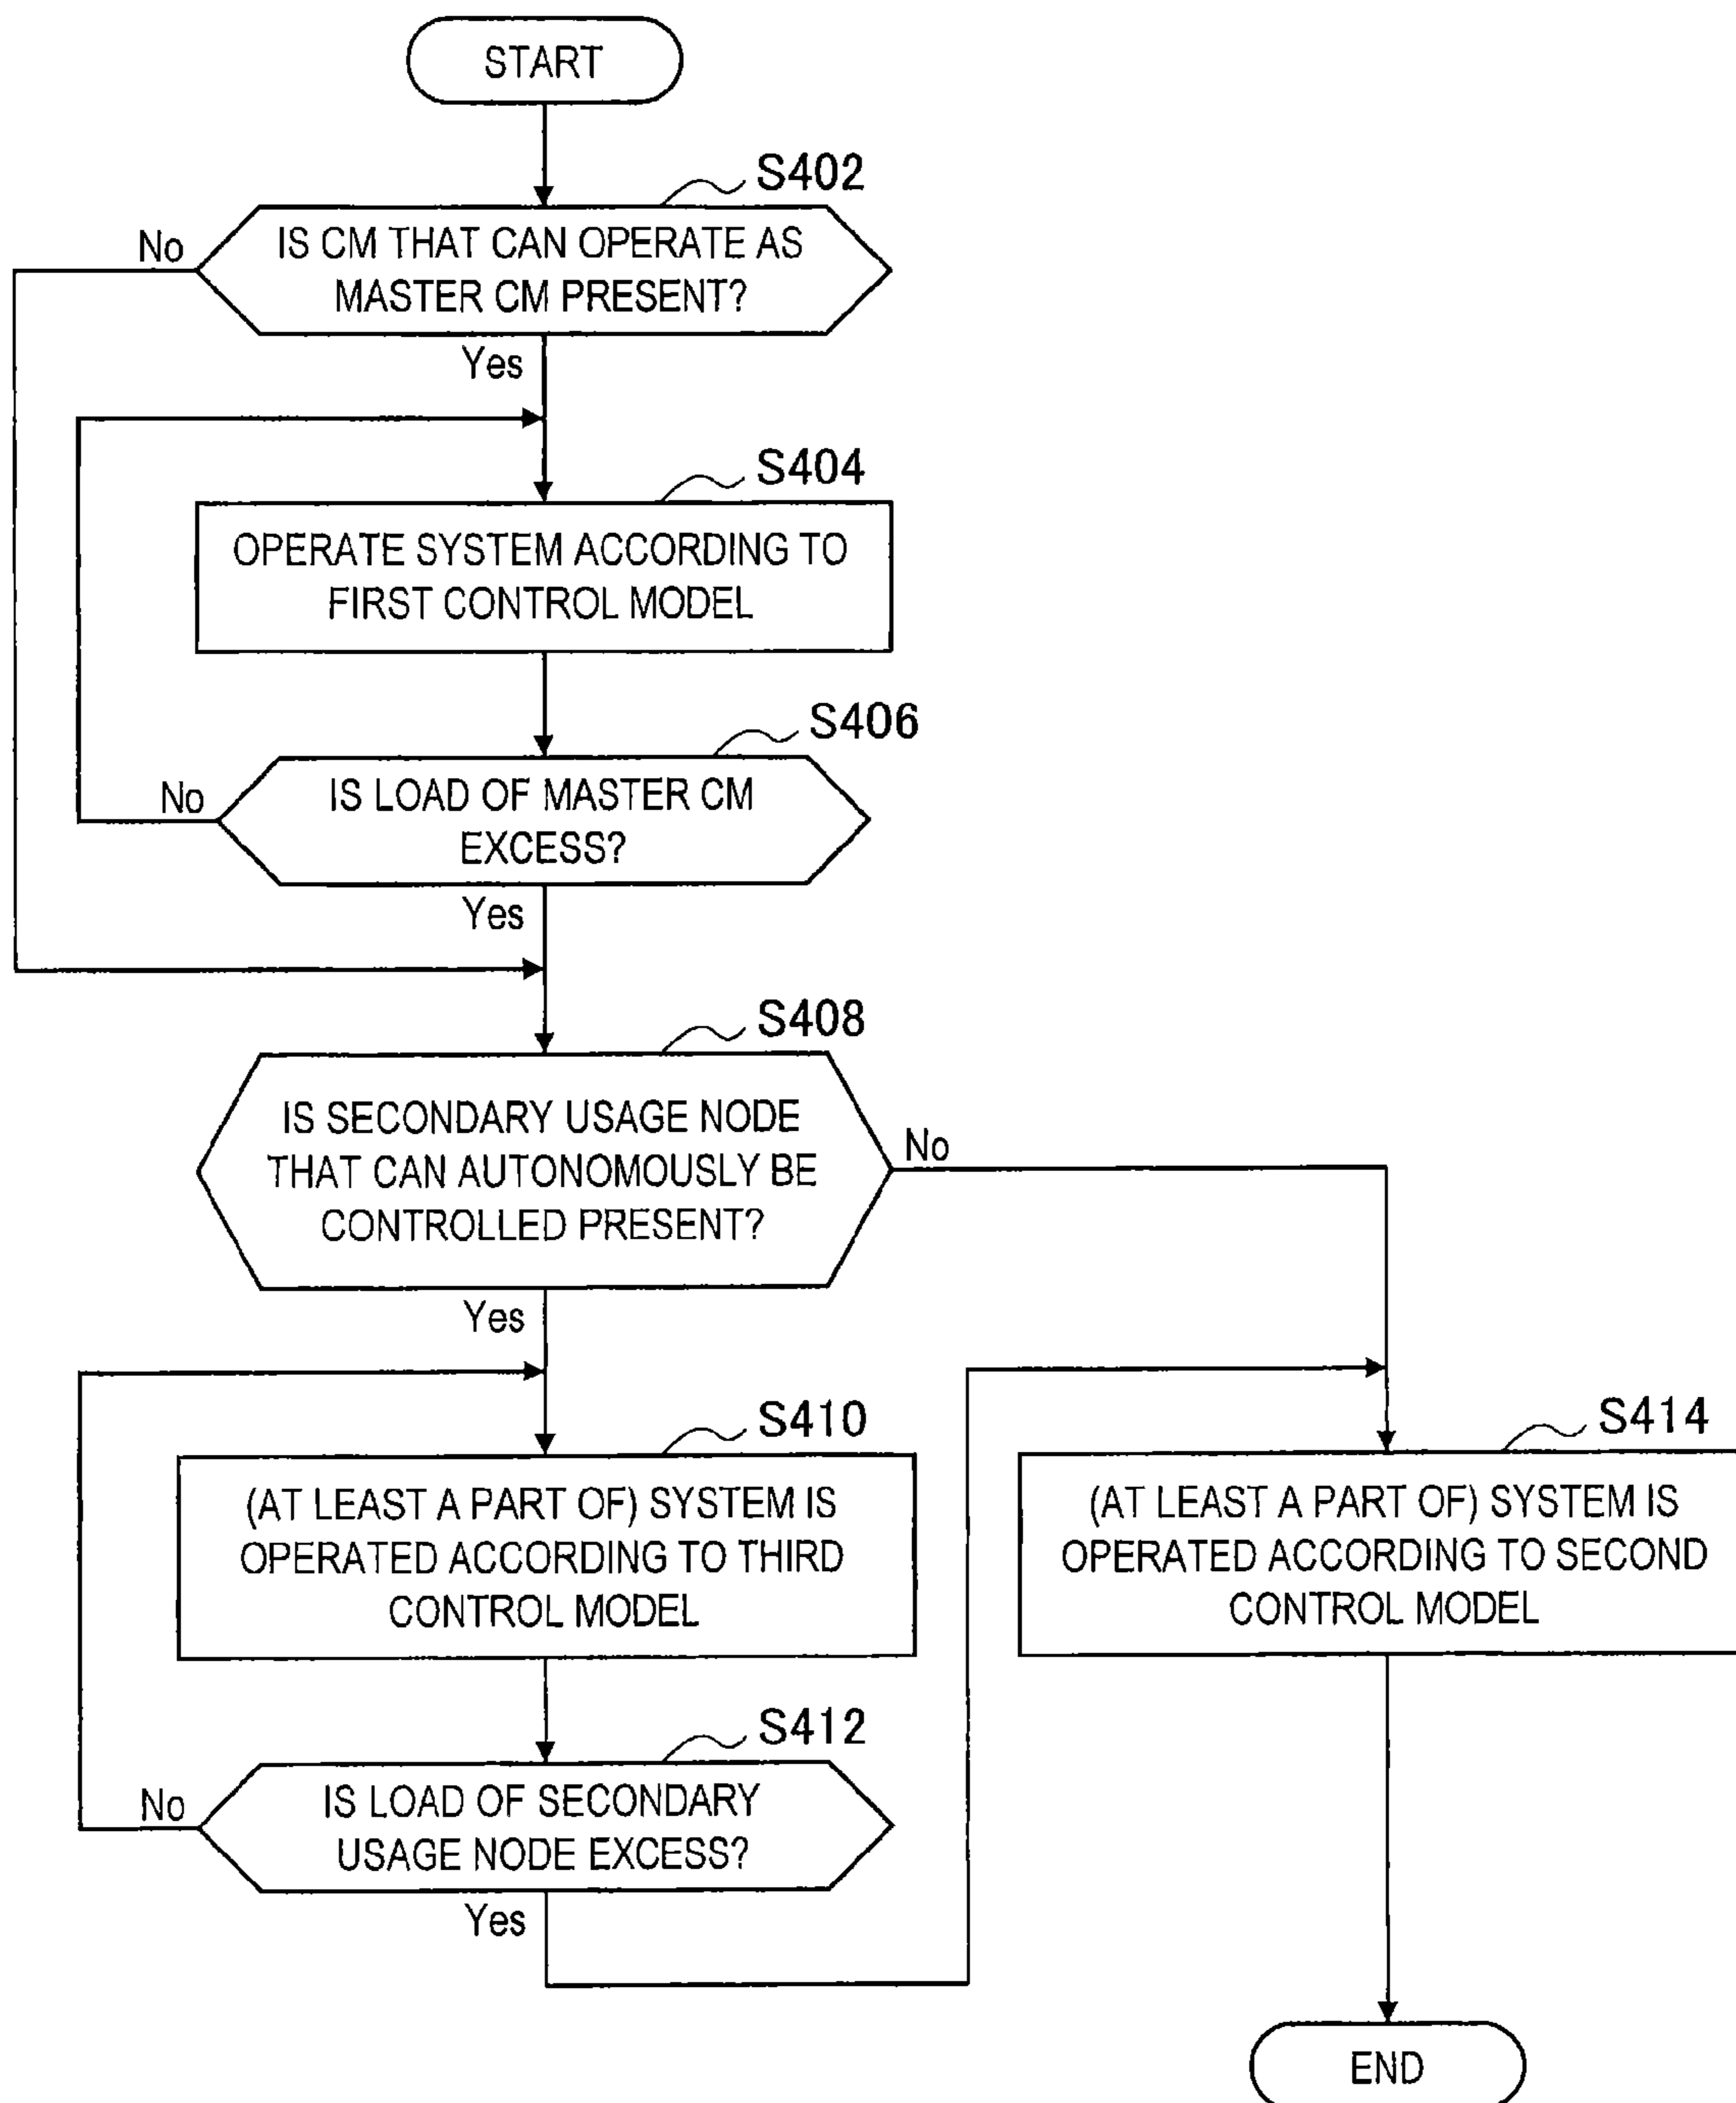 START
S402
IS CM THAT CAN OPERATE AS
MASTER CM PRESENT?
No
Yes
S404
OPERATE SYSTEM ACCORDING TO
FIRST CONTROL MODEL
S406
IS LOAD OF MASTER CM
EXCESS?
No
Yes
S408
IS SECONDARY USAGE NODE
THAT CAN AUTONOMOUSLY BE
CONTROLLED PRESENT?
No
Yes
S410
(AT LEAST A PART OF) SYSTEM IS
OPERATED ACCORDING TO THIRD
CONTROL MODEL
S414
(AT LEAST A PART OF) SYSTEM IS
OPERATED ACCORDING TO SECOND
CONTROL MODEL
S412
IS LOAD OF SECONDARY
USAGE NODE EXCESS?
No
Yes
END